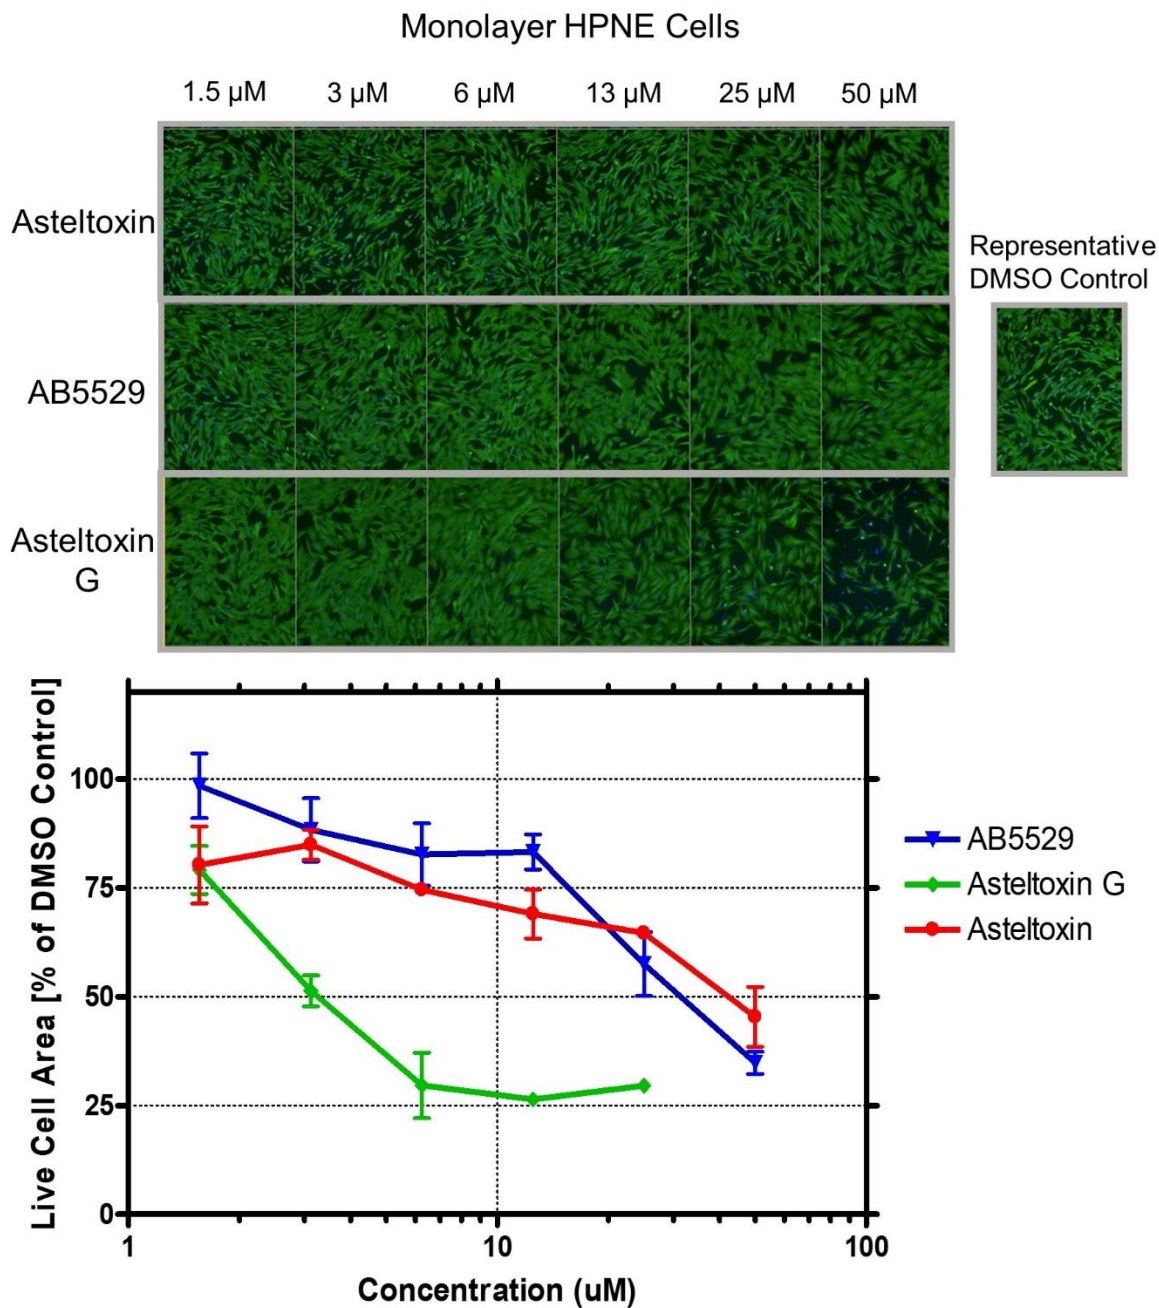 Monolayer HPNE Cells
1.5 µM 3 µM 6 µM 13 µM 25 µM 50 µM
Asteltoxin
AB5529
Asteltoxin
G
Representative
DMSO Control
Live Cell Area [% of DMSO Control]
100
75
50
25
0
1 10 100
Concentration (uM)
AB5529
Asteltoxin G
Asteltoxin